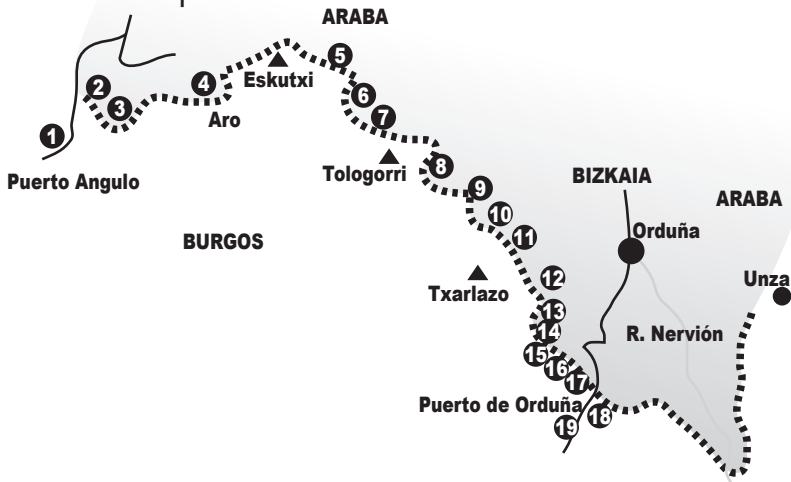 ARABA
5
2
4
Eskutxi
3
6
Aro
7
1
Tologorri
8
Puerto Angulo
9
BIZKAIA
ARABA
10
BURGOS
11
Orduña
12
Unza
Txarlazo
13
14
R. Nervión
15
16
17
Puerto de Orduña
18
19